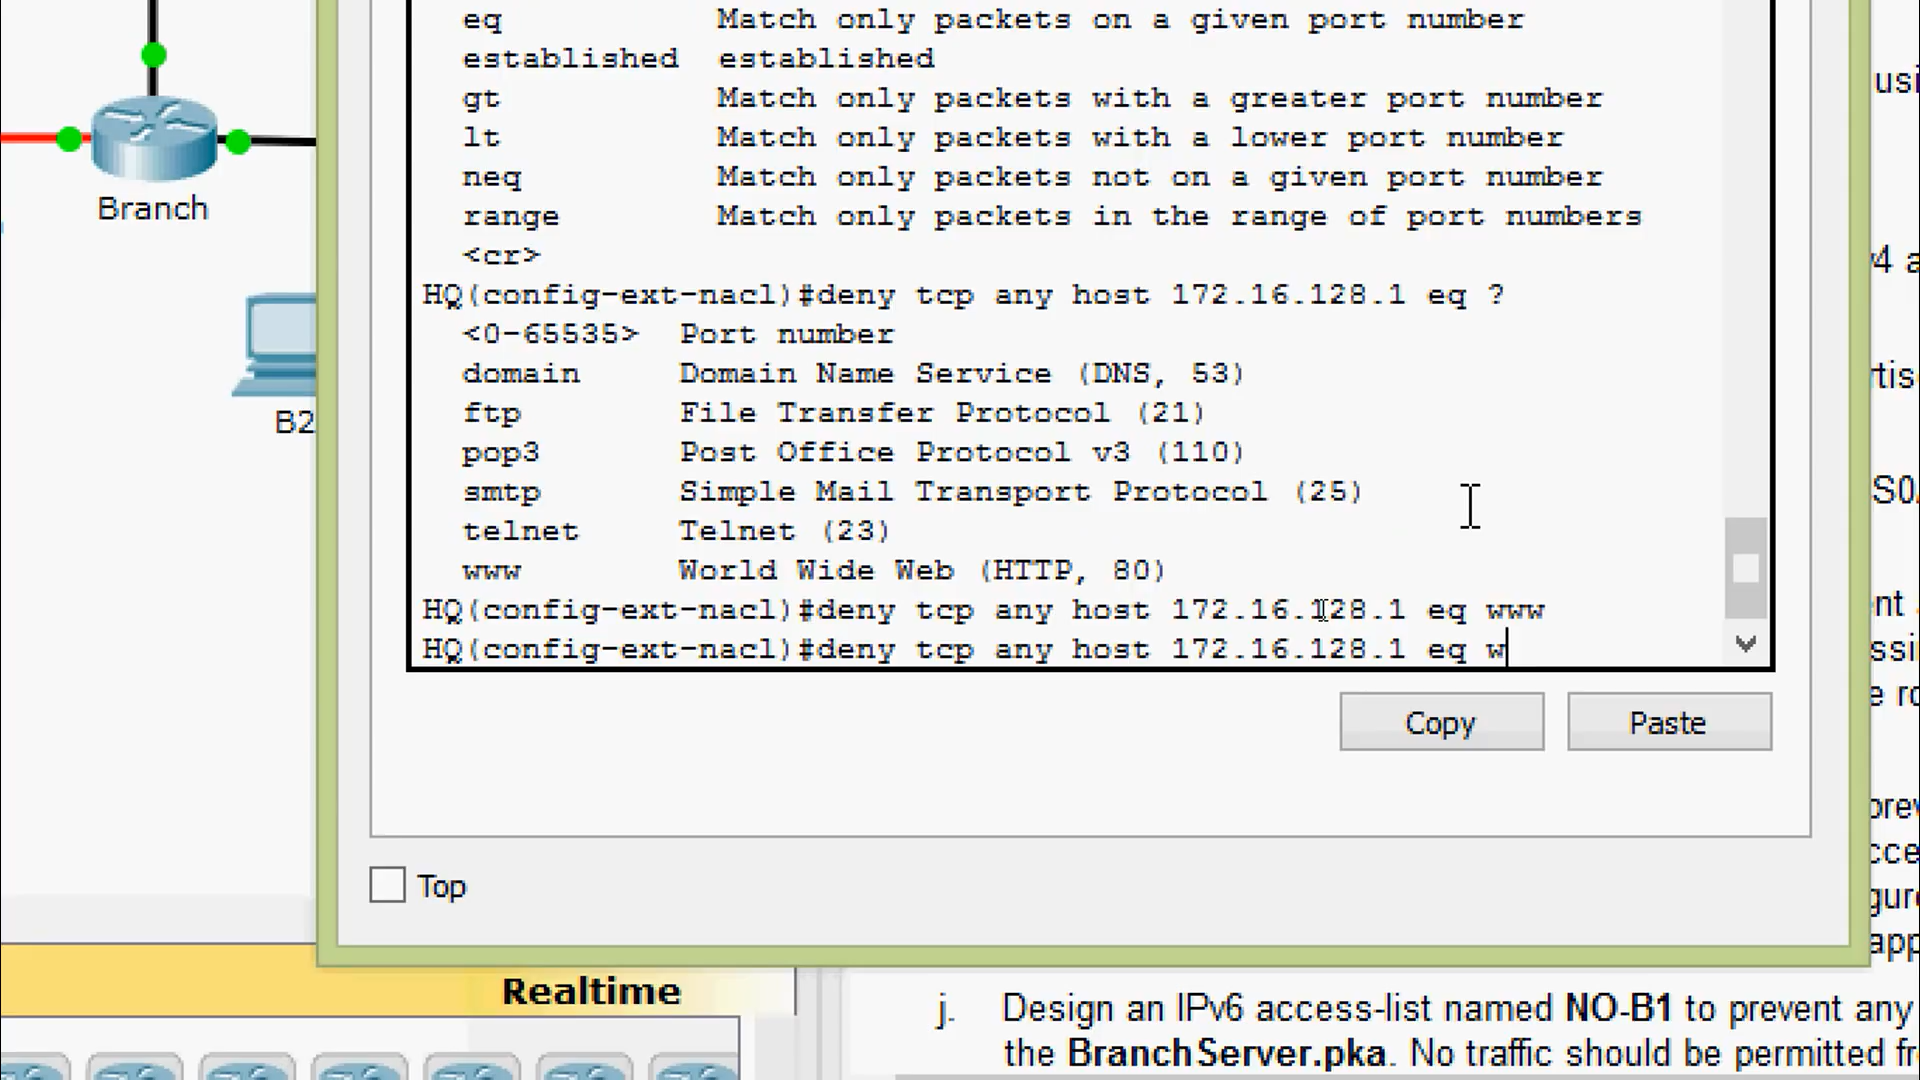 eq Match only packets on a given port number
established established
gt Match only packets with a greater port number
lt Match only packets with a lower port number
neq Match only packets not on a given port number
range Match only packets in the range of port numbers
<cr>
HQ(config-ext-nacl)#deny tcp any host 172.16.128.1 eq ?
<0-65535> Port number
domain Domain Name Service (DNS, 53)
ftp File Transfer Protocol (21)
pop3 Post Office Protocol v3 (110)
smtp Simple Mail Transport Protocol (25)
telnet Telnet (23)
www World Wide Web (HTTP, 80)
HQ(config-ext-nacl)#deny tcp any host 172.16.128.1 eq www
HQ(config-ext-nacl)#deny tcp any host 172.16.128.1 eq w
Copy Paste
Top
Branch
B2
Realtime
j. Design an IPv6 access-list named NO-B1 to prevent any
the BranchServer.pka. No traffic should be permitted